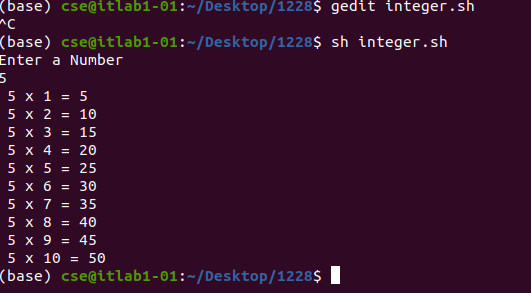 (base) cse@itlab1-01:~/Desktop/1228$ gedit integer.sh
^C
(base) cse@itlab1-01:~/Desktop/1228$ sh integer.sh
Enter a Number
5
5 x 1 = 5
5 x 2 = 10
5 x 3 = 15
5 x 4 = 20
5 x 5 = 25
5 x 6 = 30
5 x 7 = 35
5 x 8 = 40
5 x 9 = 45
5 x 10 = 50
(base) cse@itlab1-01:~/Desktop/1228$